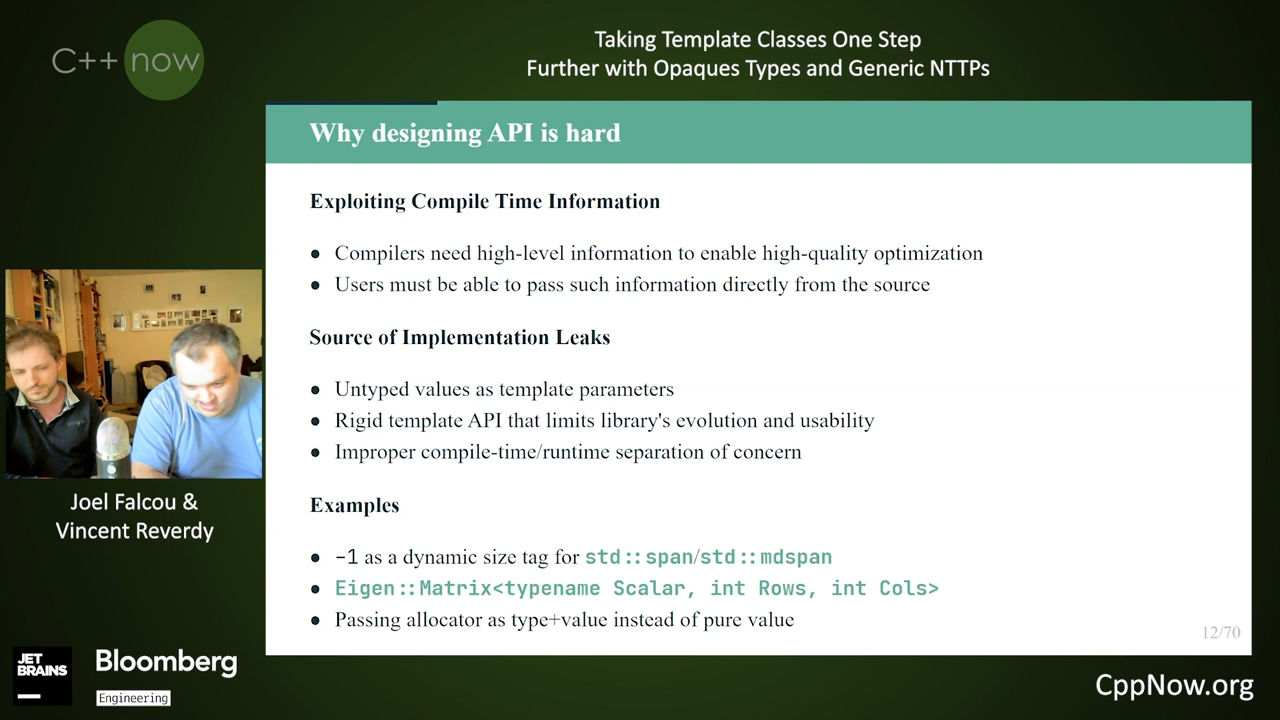 C++ now
Taking Template Classes One Step
Further with Opaques Types and Generic NTTPs
Why designing API is hard
Exploiting Compile Time Information
• Compilers need high-level information to enable high-quality optimization
• Users must be able to pass such information directly from the source
Source of Implementation Leaks
• Untyped values as template parameters
• Rigid template API that limits library's evolution and usability
• Improper compile-time/runtime separation of concern
Examples
• -1 as a dynamic size tag for std::span/std::mdspan
• Eigen::Matrix<typename Scalar, int Rows, int Cols>
• Passing allocator as type+value instead of pure value
12/70
Joel Falcou &
Vincent Reverdy
JET
BRAINS
Bloomberg
Engineering
CppNow.org